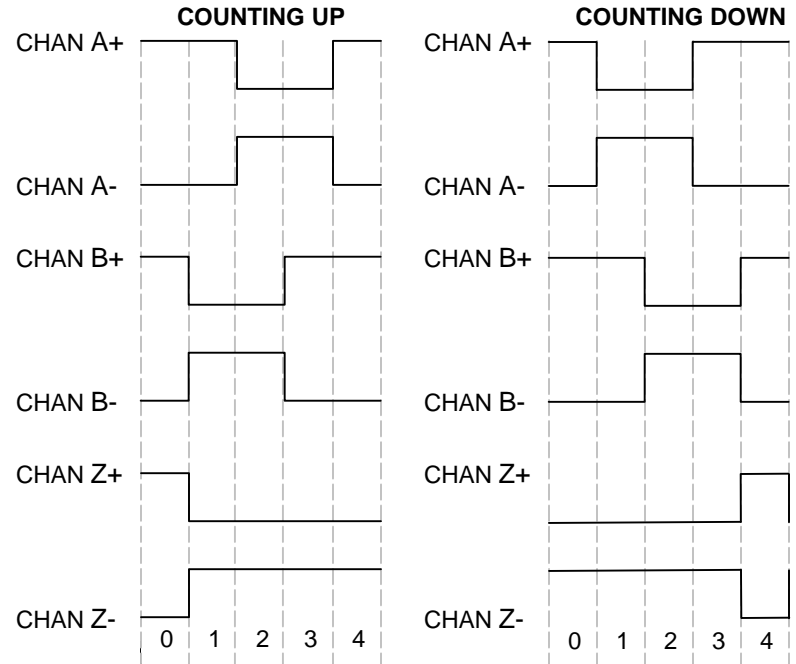 COUNTING UP
CHAN A+
CHAN A-
CHAN B+
CHAN B-
CHAN Z+
CHAN Z-
0 1 2 3 4
COUNTING DOWN
CHAN A+
CHAN A-
CHAN B+
CHAN B-
CHAN Z+
CHAN Z-
0 1 2 3 4